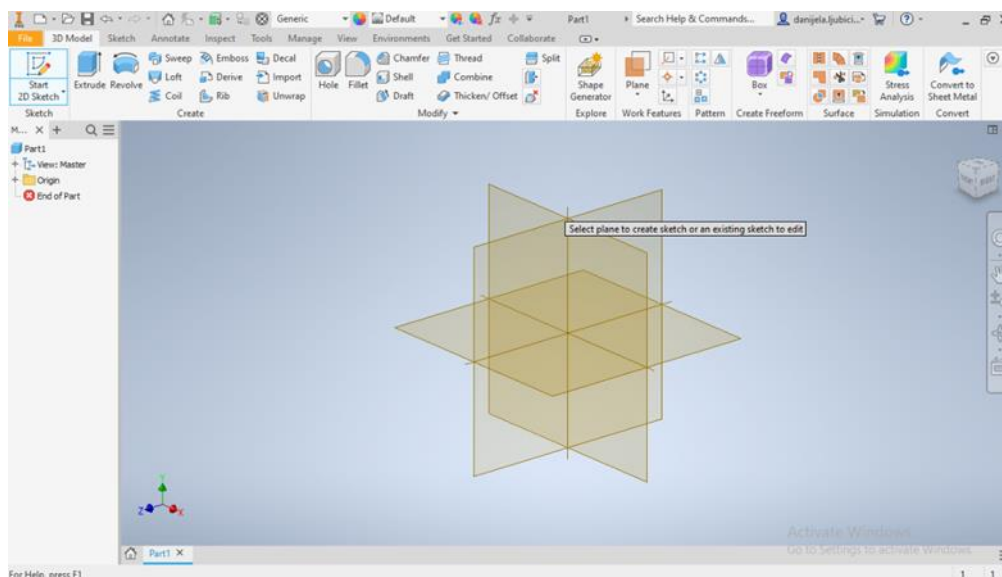 Generic Default Part1 Search Help & Commands... danijela.ljubici...
File 3D Model Sketch Annotate Inspect Tools Manage View Environments Get Started Collaborate
Start 2D Sketch
Extrude Revolve
Sweep Emboss Decal
Loft Derive Import
Coil Rib Unwrap
Hole Fillet
Chamfer Thread Split
Shell Combine
Draft Thicken/ Offset
Shape Generator
Plane
Box
Stress Analysis
Convert to Sheet Metal
Sketch Create Modify Explore Work Features Pattern Create Freeform Surface Simulation Convert
M... × +
Part1
View: Master
Origin
End of Part
Select plane to create sketch or an existing sketch to edit
Y
Z
X
Activate Windows
Go to Settings to activate Windows.
Part1 ×
For Help, press F1
1 1